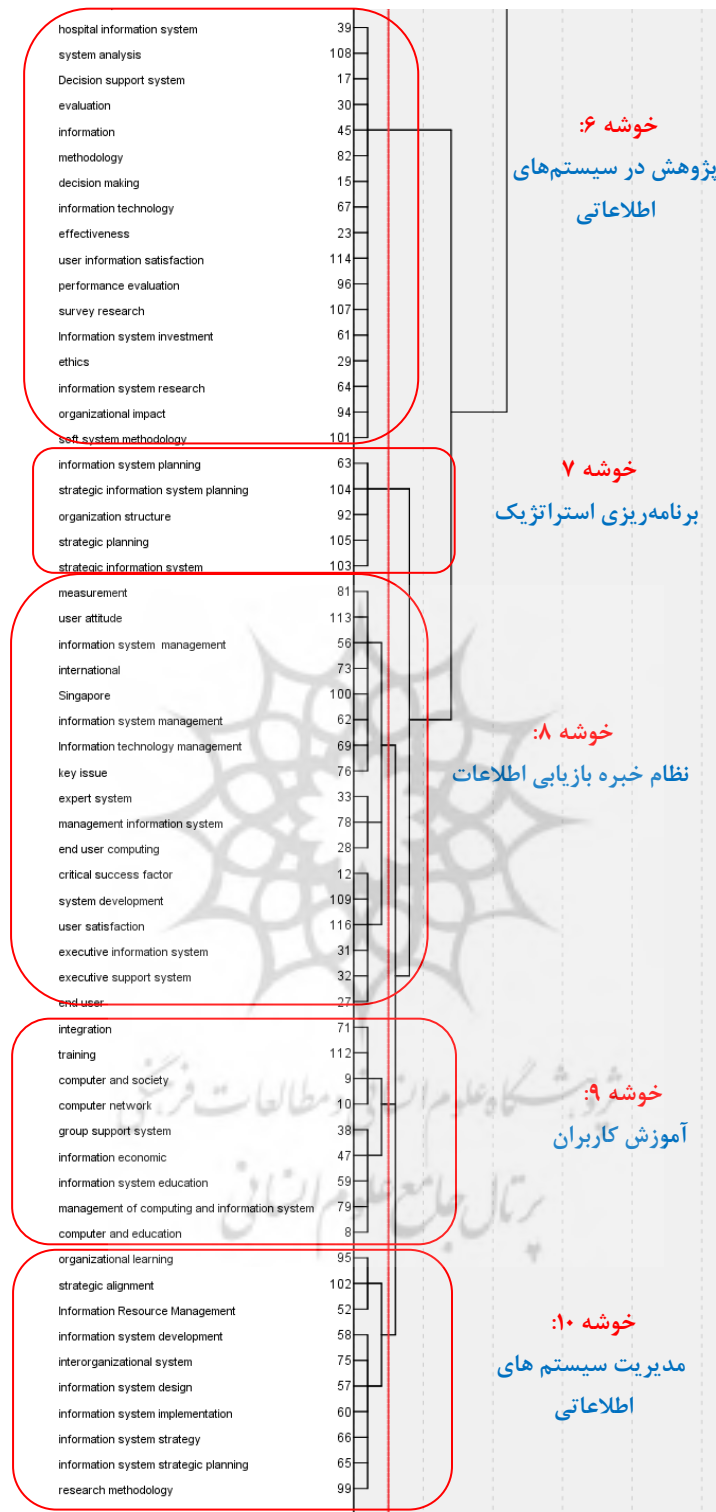 hospital information system 39
system analysis 108
Decision support system 17
evaluation 30
information 45
methodology 82
decision making 15
information technology 67
effectiveness 23
user information satisfaction 114
performance evaluation 96
survey research 107
Information system investment 61
ethics 29
information system research 64
organizational impact 94
soft system methodology 101
خوشه ۶:
پژوهش در سیستم‌های
اطلاعاتی
information system planning 63
strategic information system planning 104
organization structure 92
strategic planning 105
strategic information system 103
خوشه ۷
برنامه‌ریزی استراتژیک
measurement 81
user attitude 113
information system management 56
international 73
Singapore 100
information system management 62
Information technology management 69
key issue 76
expert system 33
management information system 78
end user computing 28
critical success factor 12
system development 109
user satisfaction 116
executive information system 31
executive support system 32
end user 27
خوشه ۸:
نظام خبره بازیابی اطلاعات
integration 71
training 112
computer and society 9
computer network 10
group support system 38
information economic 47
information system education 59
management of computing and information system 79
computer and education 8
خوشه ۹:
آموزش کاربران
پژوهشگاه علوم انسانی و مطالعات فرهنگی
پرتال جامع علوم انسانی
organizational learning 95
strategic alignment 102
Information Resource Management 52
information system development 58
interorganizational system 75
information system design 57
information system implementation 60
information system strategy 66
information system strategic planning 65
research methodology 99
خوشه ۱۰:
مدیریت سیستم های
اطلاعاتی